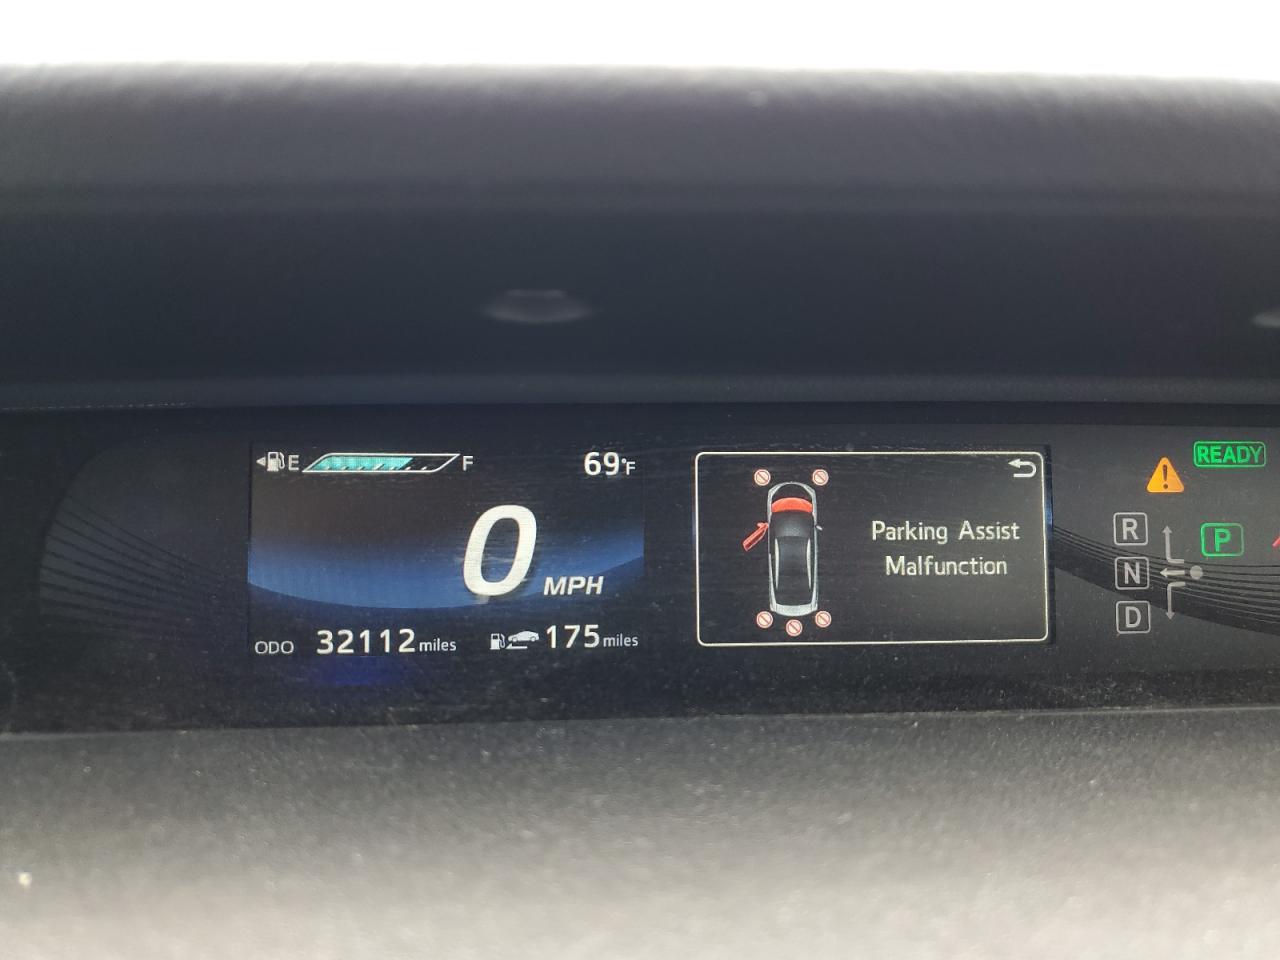 E F 69°F
0 MPH
ODO 32112 miles 175 miles
Parking Assist
Malfunction
READY
R
P
N
D